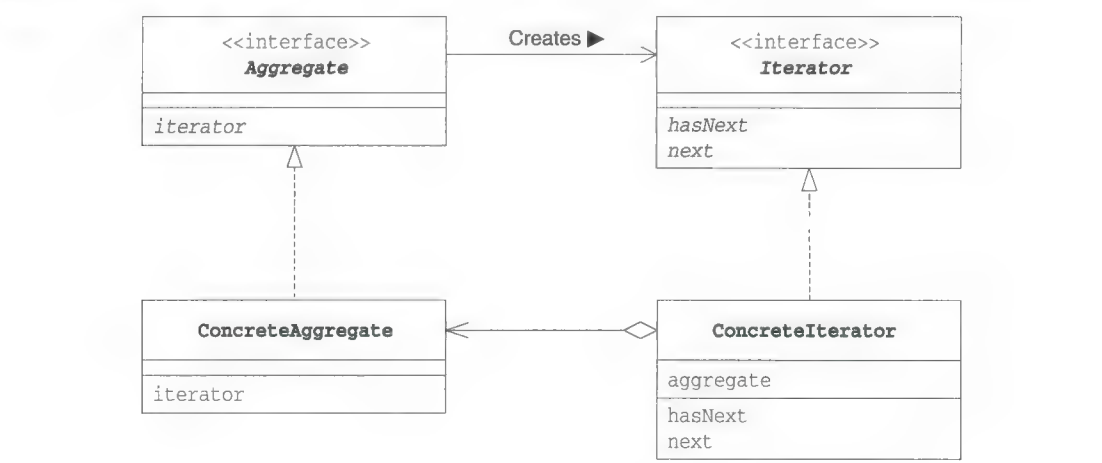 <<interface>>
Aggregate
iterator
Creates ▶
<<interface>>
Iterator
hasNext
next
ConcreteAggregate
iterator
ConcreteIterator
aggregate
hasNext
next